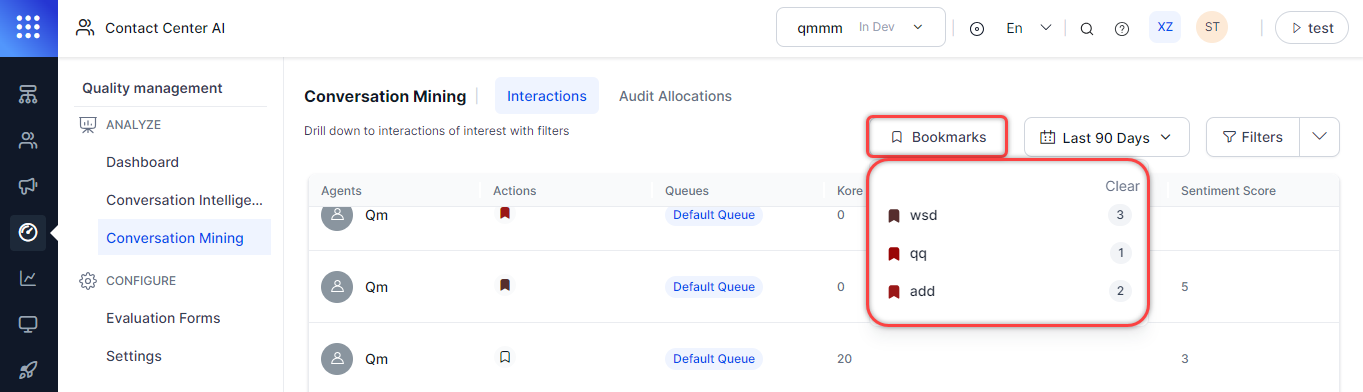 Contact Center AI
qmmm In Dev
En
XZ
ST
test
Quality management
ANALYZE
Dashboard
Conversation Intellige...
Conversation Mining
CONFIGURE
Evaluation Forms
Settings
Conversation Mining
Interactions
Audit Allocations
Drill down to interactions of interest with filters
Bookmarks
Last 90 Days
Filters
Agents Actions Queues Kore Sentiment Score
Qm Default Queue 0
Qm Default Queue 0 5
Qm Default Queue 20 3
Clear
wsd 3
qq 1
add 2